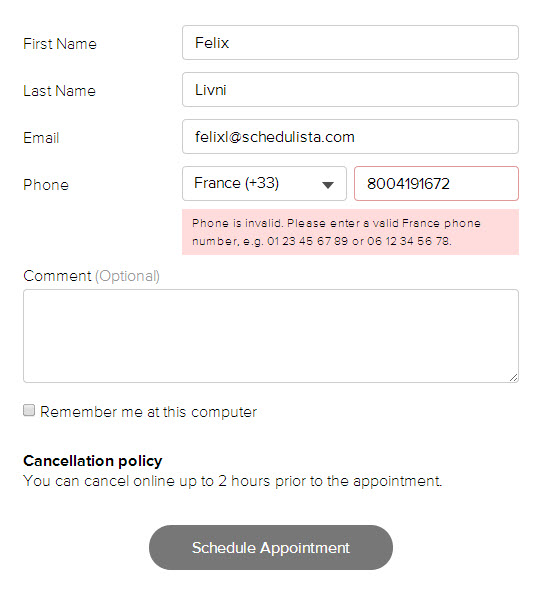 First Name Felix
Last Name Livni
Email felixl@schedulista.com
Phone France (+33) 8004191672
Phone is invalid. Please enter a valid France phone
number, e.g. 01 23 45 67 89 or 06 12 34 56 78.
Comment (Optional)
Remember me at this computer
Cancellation policy
You can cancel online up to 2 hours prior to the appointment.
Schedule Appointment